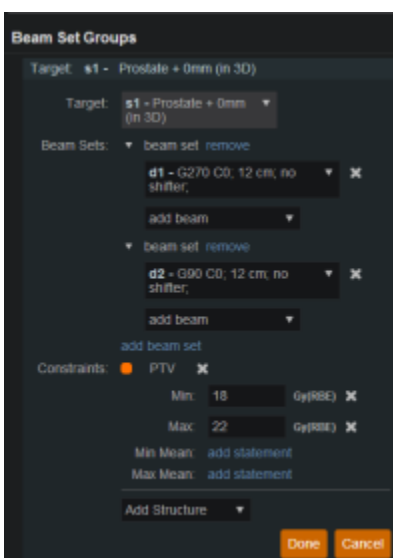 Beam Set Groups
Target: s1 - Prostate + 0mm (in 3D)
Target: s1 - Prostate + 0mm
(in 3D)
Beam Sets: beam set remove
d1 - G270 C0; 12 cm; no
shifter;
add beam
beam set remove
d2 - G90 C0; 12 cm; no
shifter;
add beam
add beam set
Constraints: PTV
Min: 18 Gy(RBE)
Max: 22 Gy(RBE)
Min Mean: add statement
Max Mean: add statement
Add Structure
Done Cancel